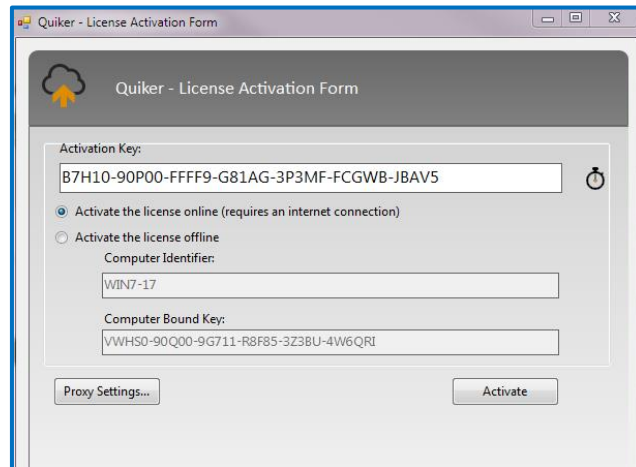 Quiker - License Activation Form
Quiker - License Activation Form
Activation Key:
B7H10-90P00-FFFF9-G81AG-3P3MF-FCGWB-JBAV5
Activate the license online (requires an internet connection)
Activate the license offline
Computer Identifier:
WIN7-17
Computer Bound Key:
VWHS0-90Q00-9G711-R8F85-3Z3BU-4W6QRI
Proxy Settings...
Activate